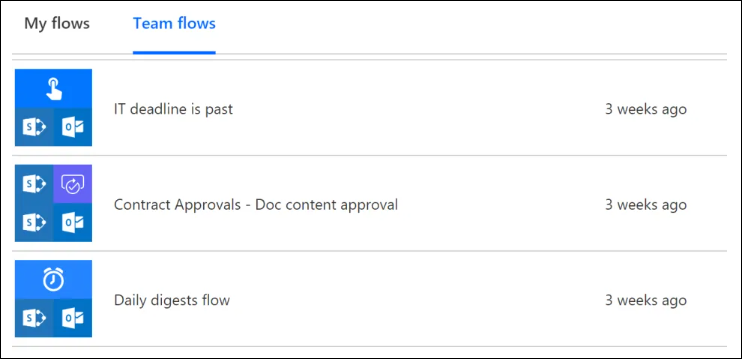 My flows Team flows
IT deadline is past 3 weeks ago
S O
S
Contract Approvals - Doc content approval 3 weeks ago
S O
Daily digests flow 3 weeks ago
S O